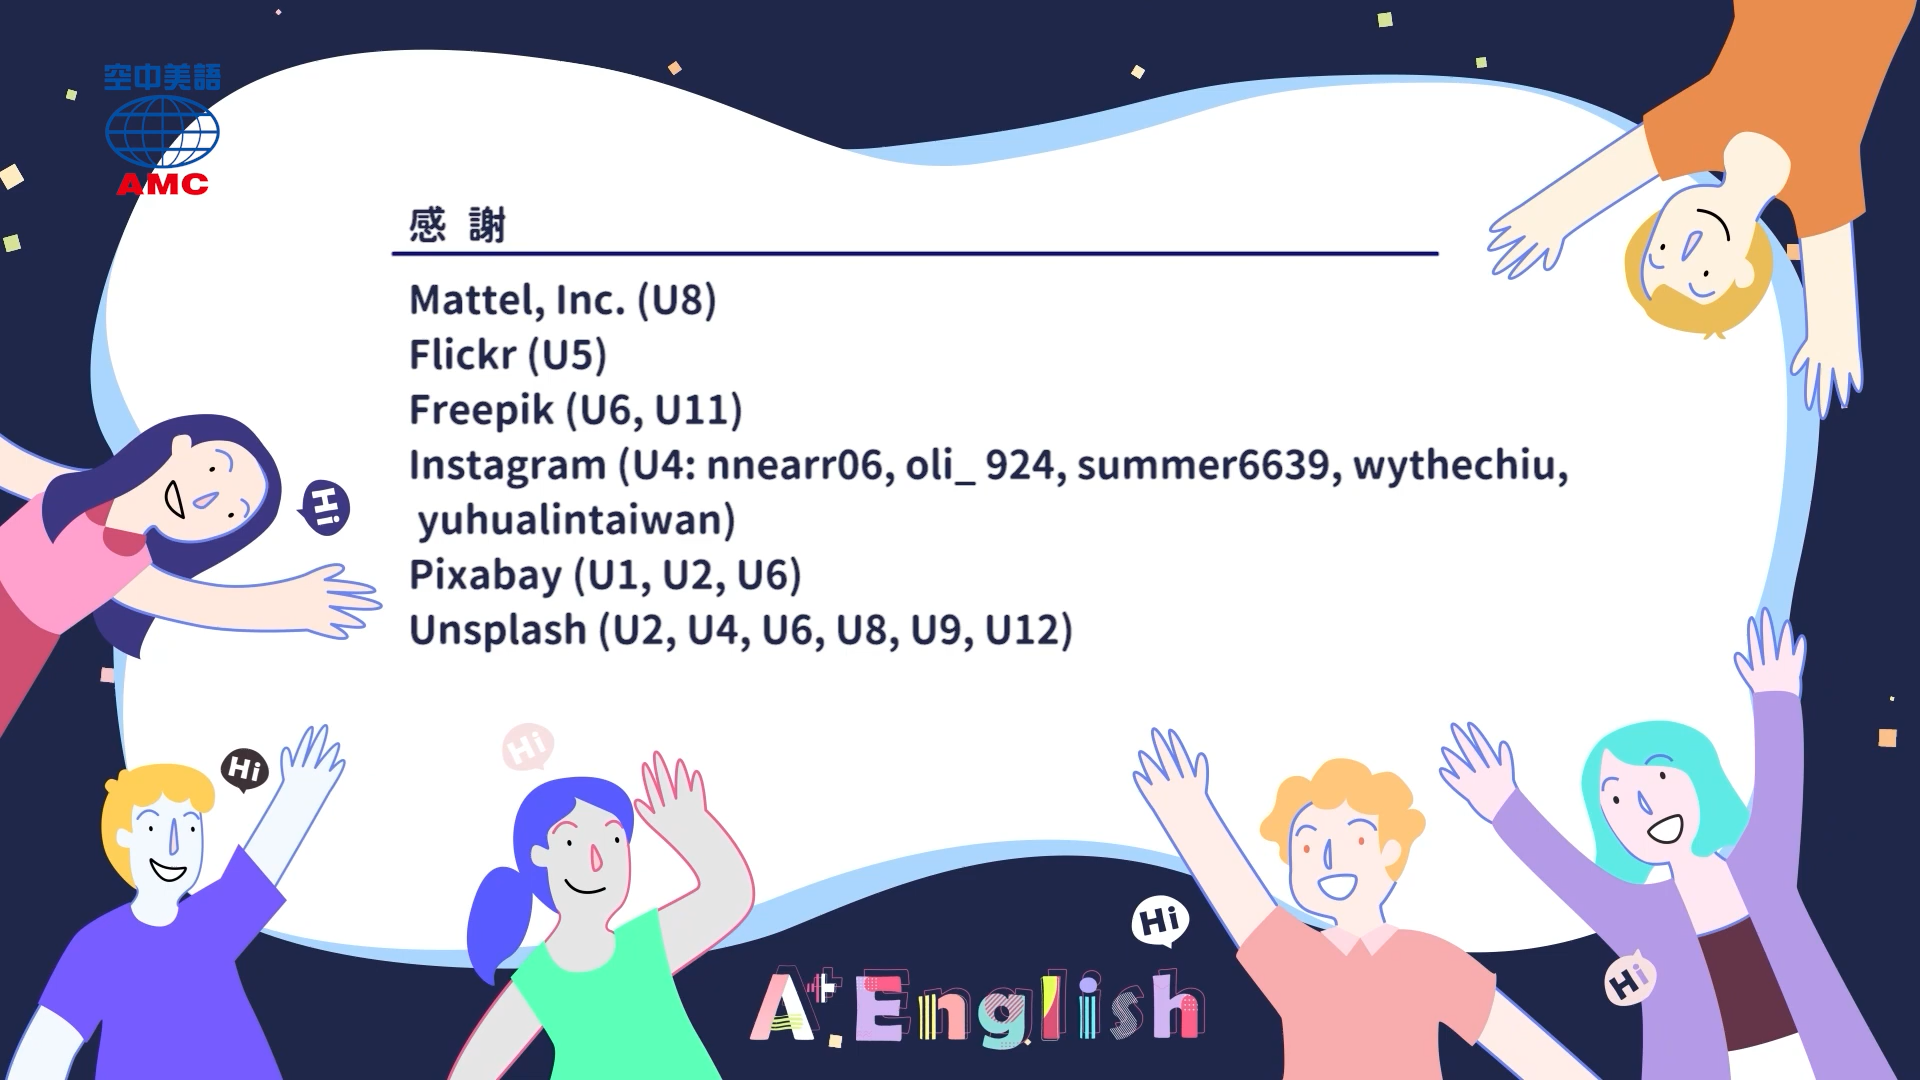 空中美語
AMC
感 謝
Mattel, Inc. (U8)
Flickr (U5)
Freepik (U6, U11)
Instagram (U4: nnearr06, oli_ 924, summer6639, wythechiu,
yuhualintaiwan)
Pixabay (U1, U2, U6)
Unsplash (U2, U4, U6, U8, U9, U12)
Hi
Hi
Hi
Hi
Hi
A+ English